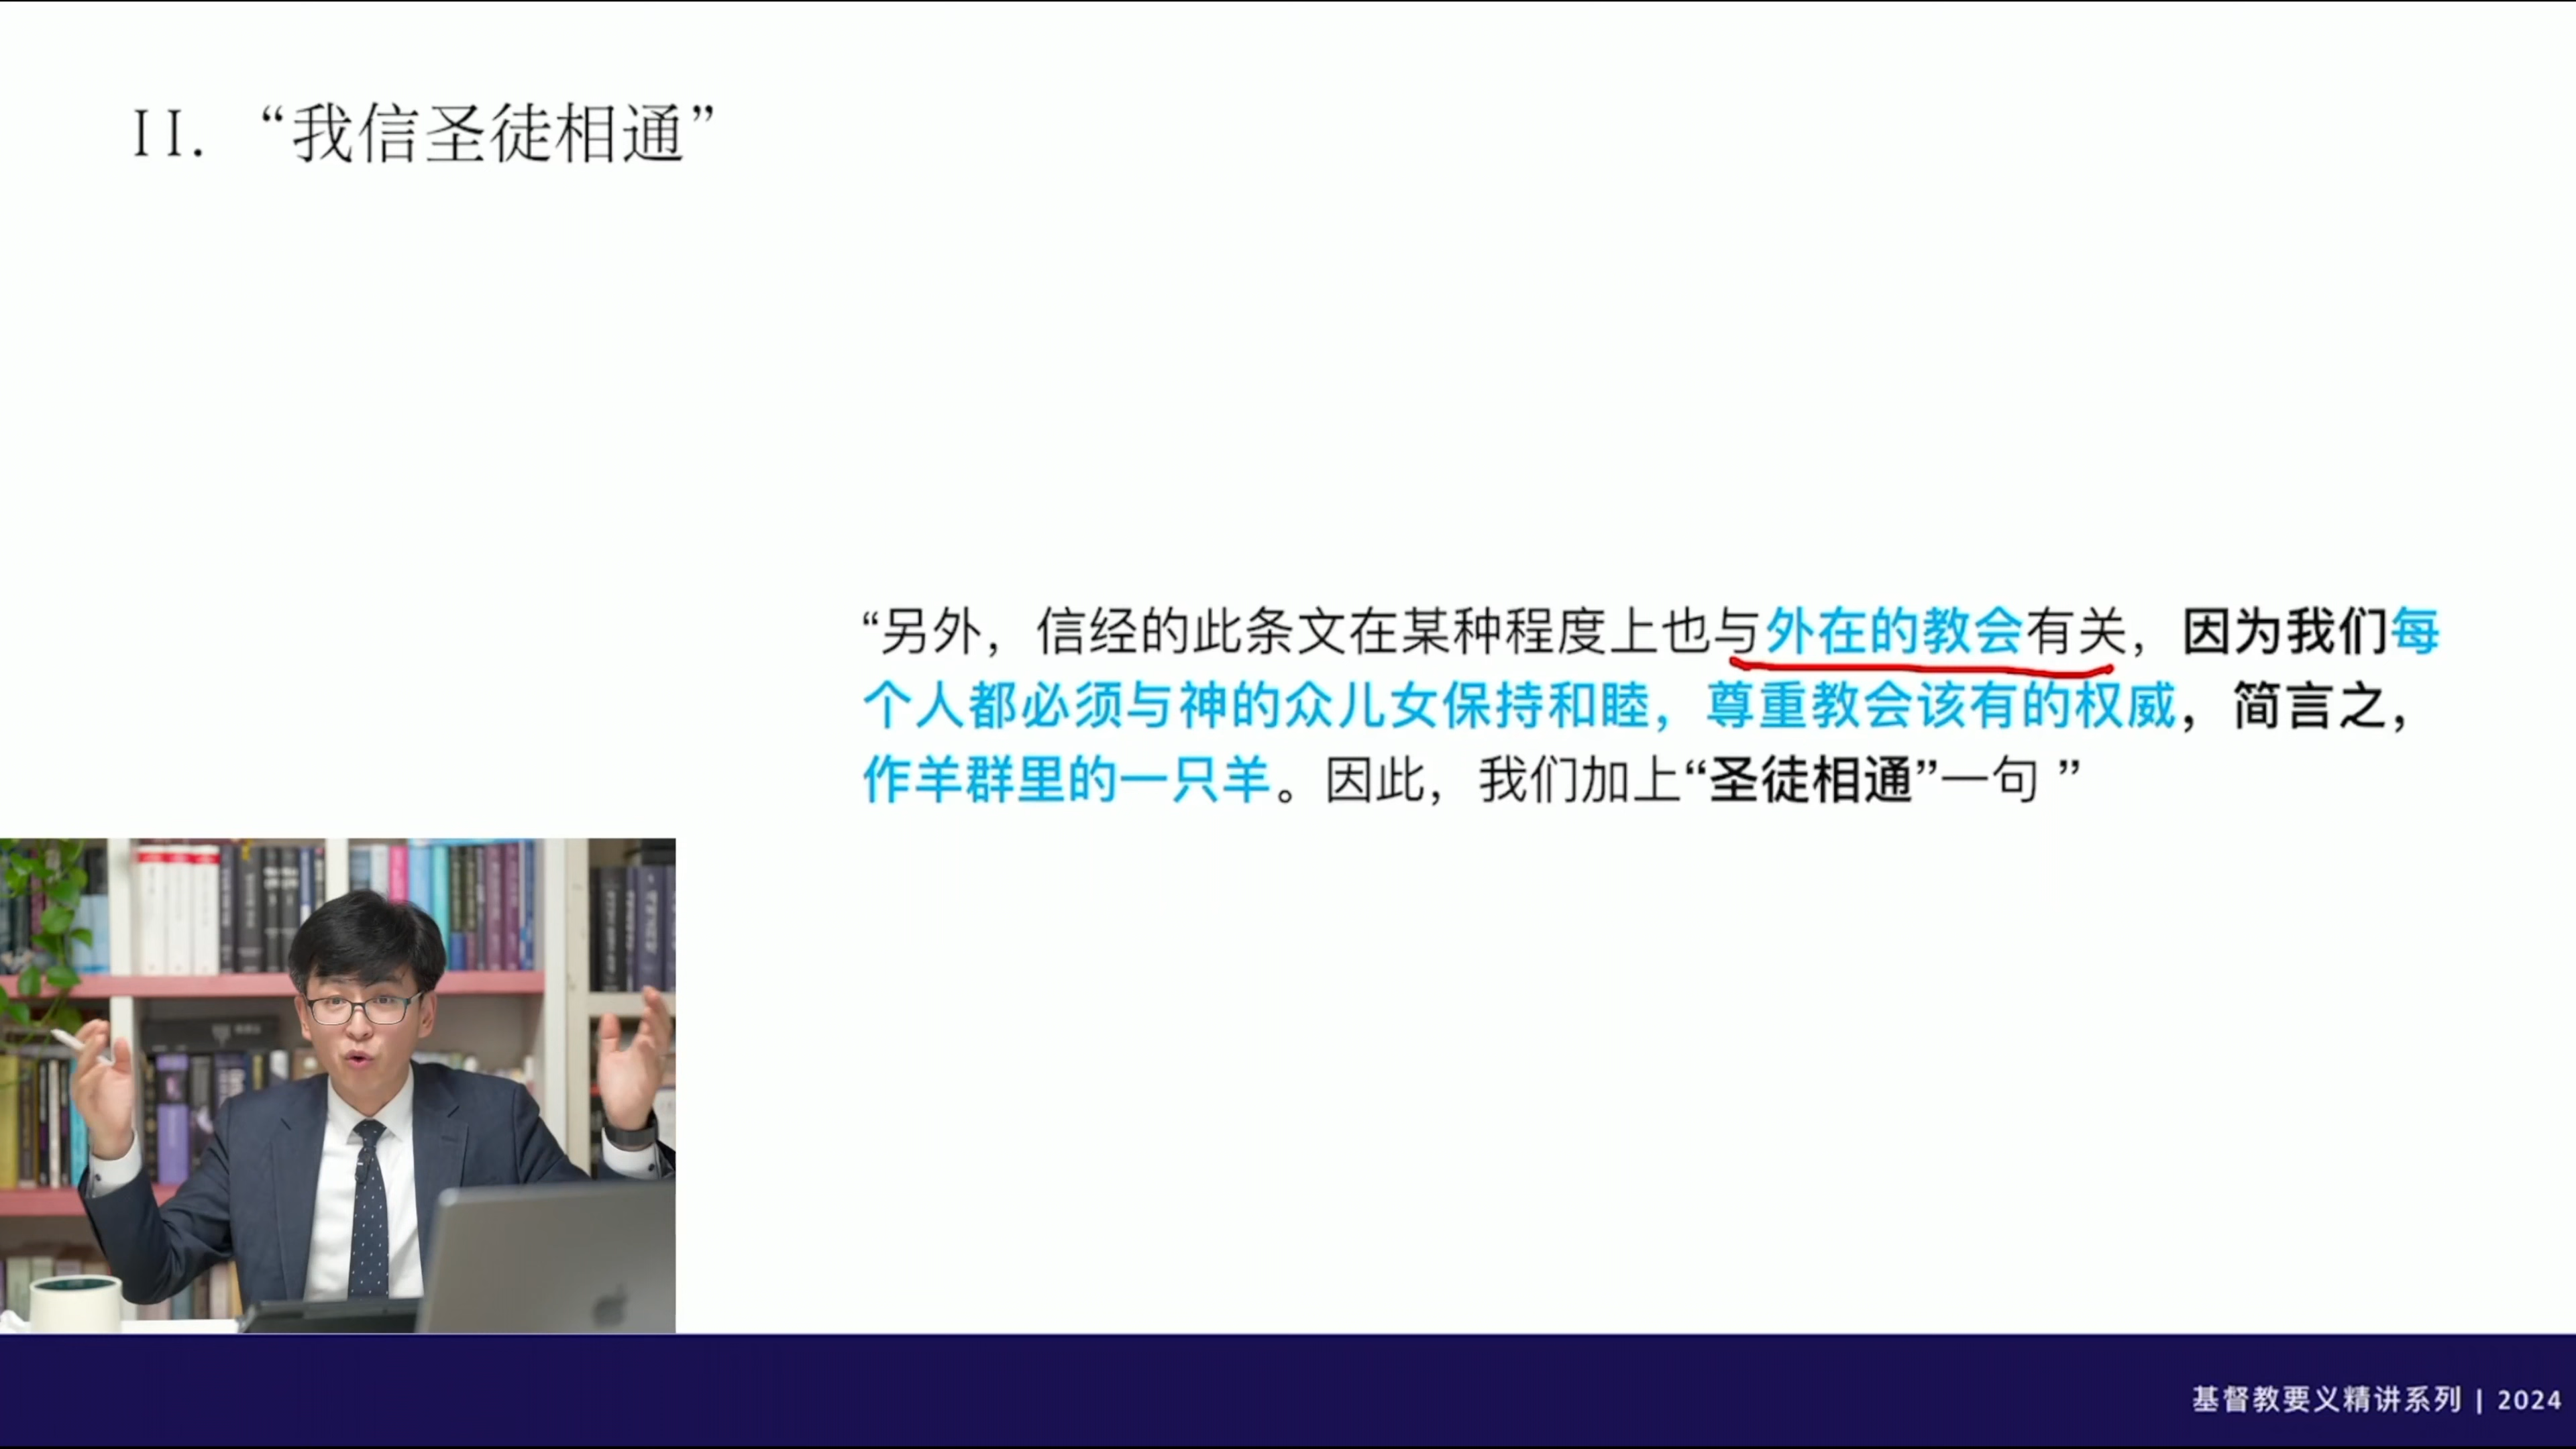 II. “我信圣徒相通”
“另外，信经的此条文在某种程度上也与外在的教会有关，因为我们每
个人都必须与神的众儿女保持和睦，尊重教会该有的权威，简言之，
作羊群里的一只羊。因此，我们加上“圣徒相通”一句 ”
基督教要义精讲系列 | 2024